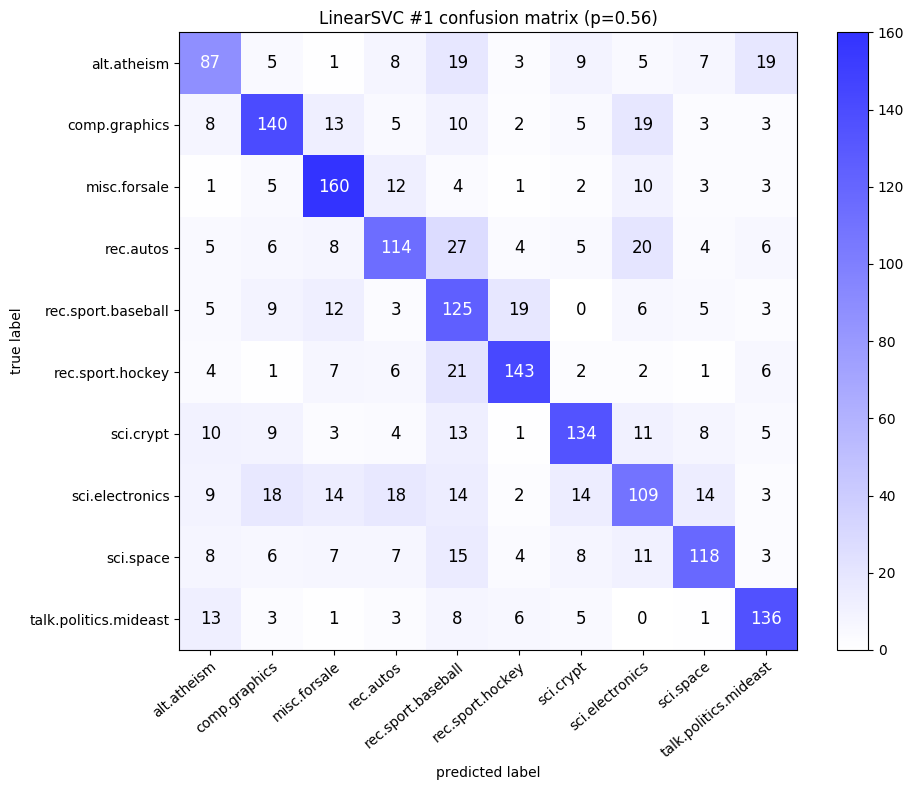 LinearSVC #1 confusion matrix (p=0.56)
true label
alt.atheism 87 5 1 8 19 3 9 5 7 19
comp.graphics 8 140 13 5 10 2 5 19 3 3
misc.forsale 1 5 160 12 4 1 2 10 3 3
rec.autos 5 6 8 114 27 4 5 20 4 6
rec.sport.baseball 5 9 12 3 125 19 0 6 5 3
rec.sport.hockey 4 1 7 6 21 143 2 2 1 6
sci.crypt 10 9 3 4 13 1 134 11 8 5
sci.electronics 9 18 14 18 14 2 14 109 14 3
sci.space 8 6 7 7 15 4 8 11 118 3
talk.politics.mideast 13 3 1 3 8 6 5 0 1 136
alt.atheism comp.graphics misc.forsale rec.autos rec.sport.baseball rec.sport.hockey sci.crypt sci.electronics sci.space talk.politics.mideast
predicted label
160
140
120
100
80
60
40
20
0